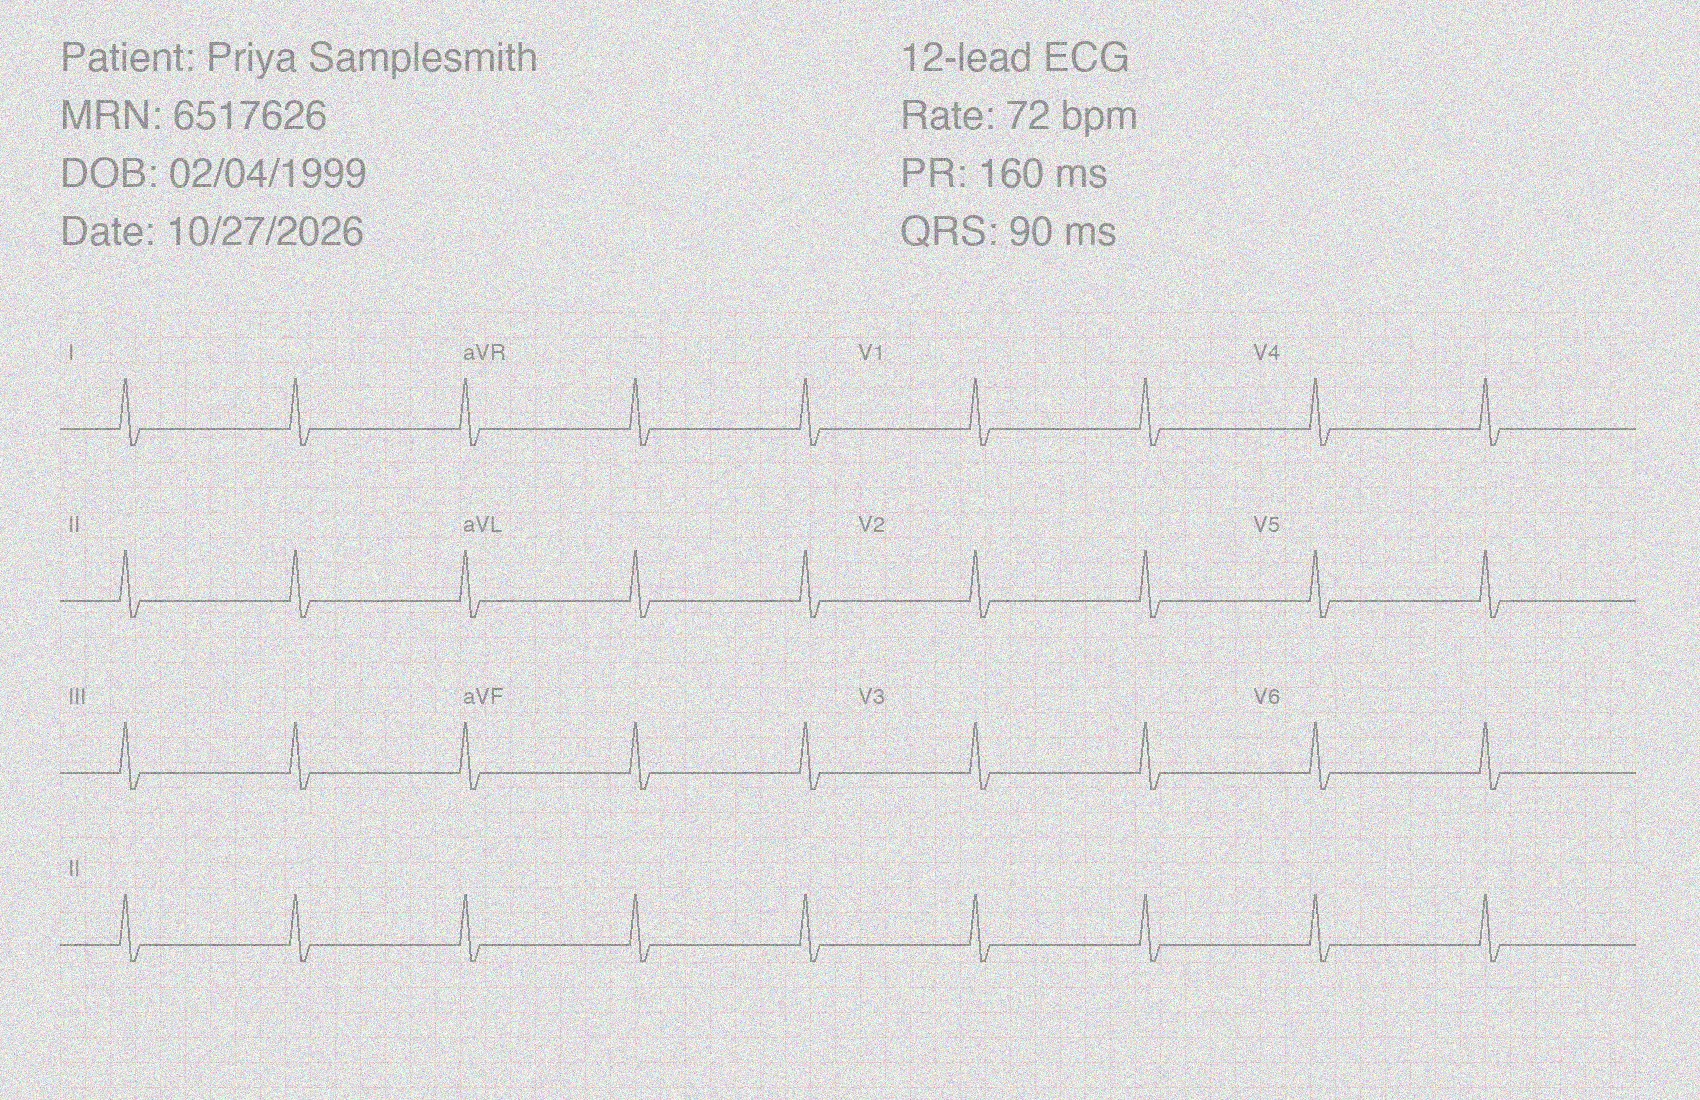 Patient: Priya Samplesmith
MRN: 6517626
DOB: 02/04/1999
Date: 10/27/2026
12-lead ECG
Rate: 72 bpm
PR: 160 ms
QRS: 90 ms
I aVR V1 V4
II aVL V2 V5
III aVF V3 V6
II